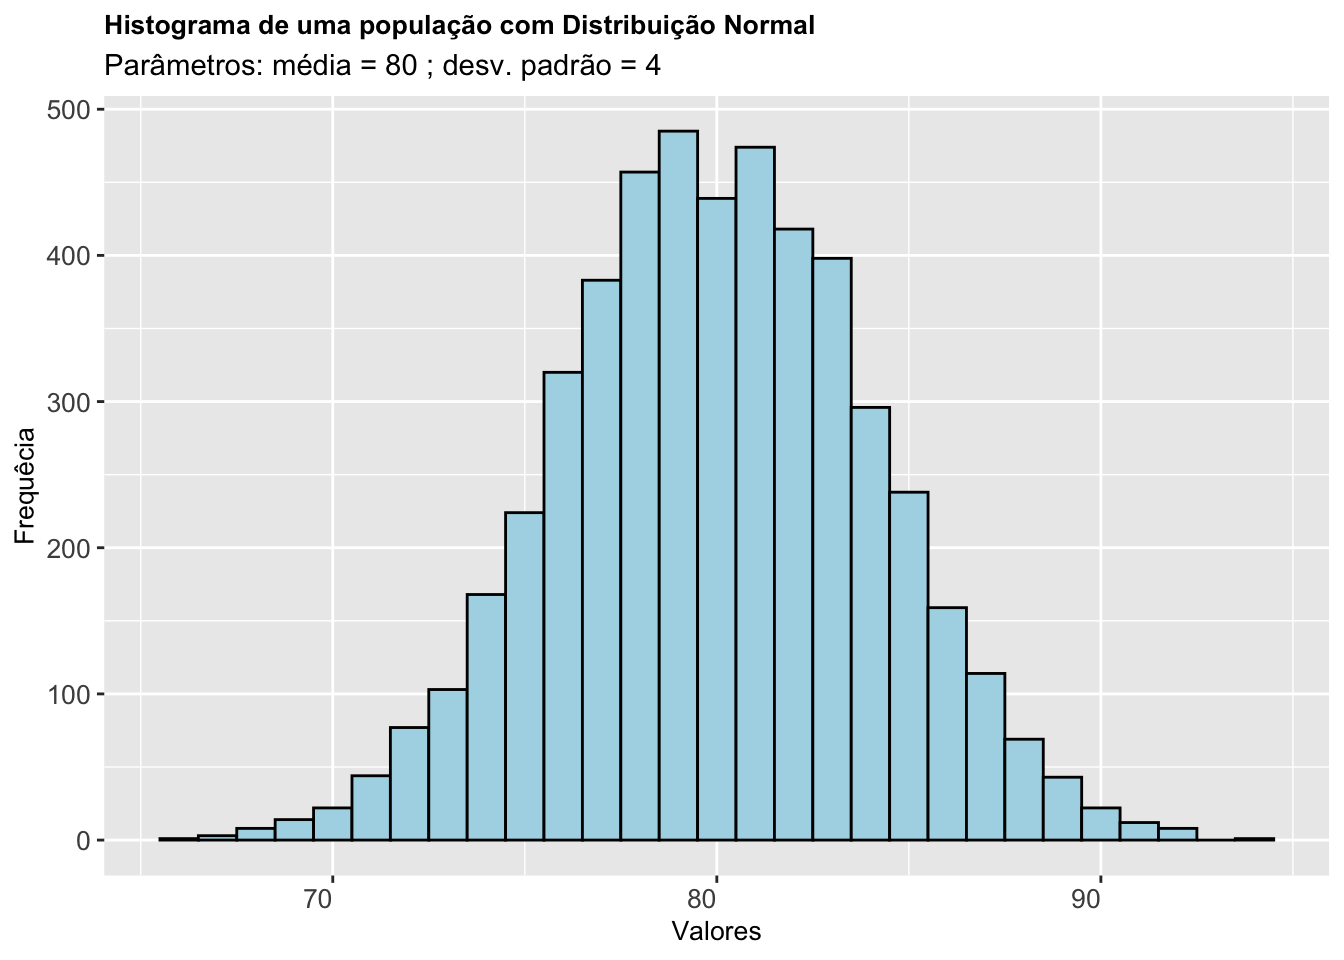 Histograma de uma população com Distribuição Normal
Parâmetros: média = 80 ; desv. padrão = 4
500
400
300
200
100
0
Frequêcia
70 80 90
Valores